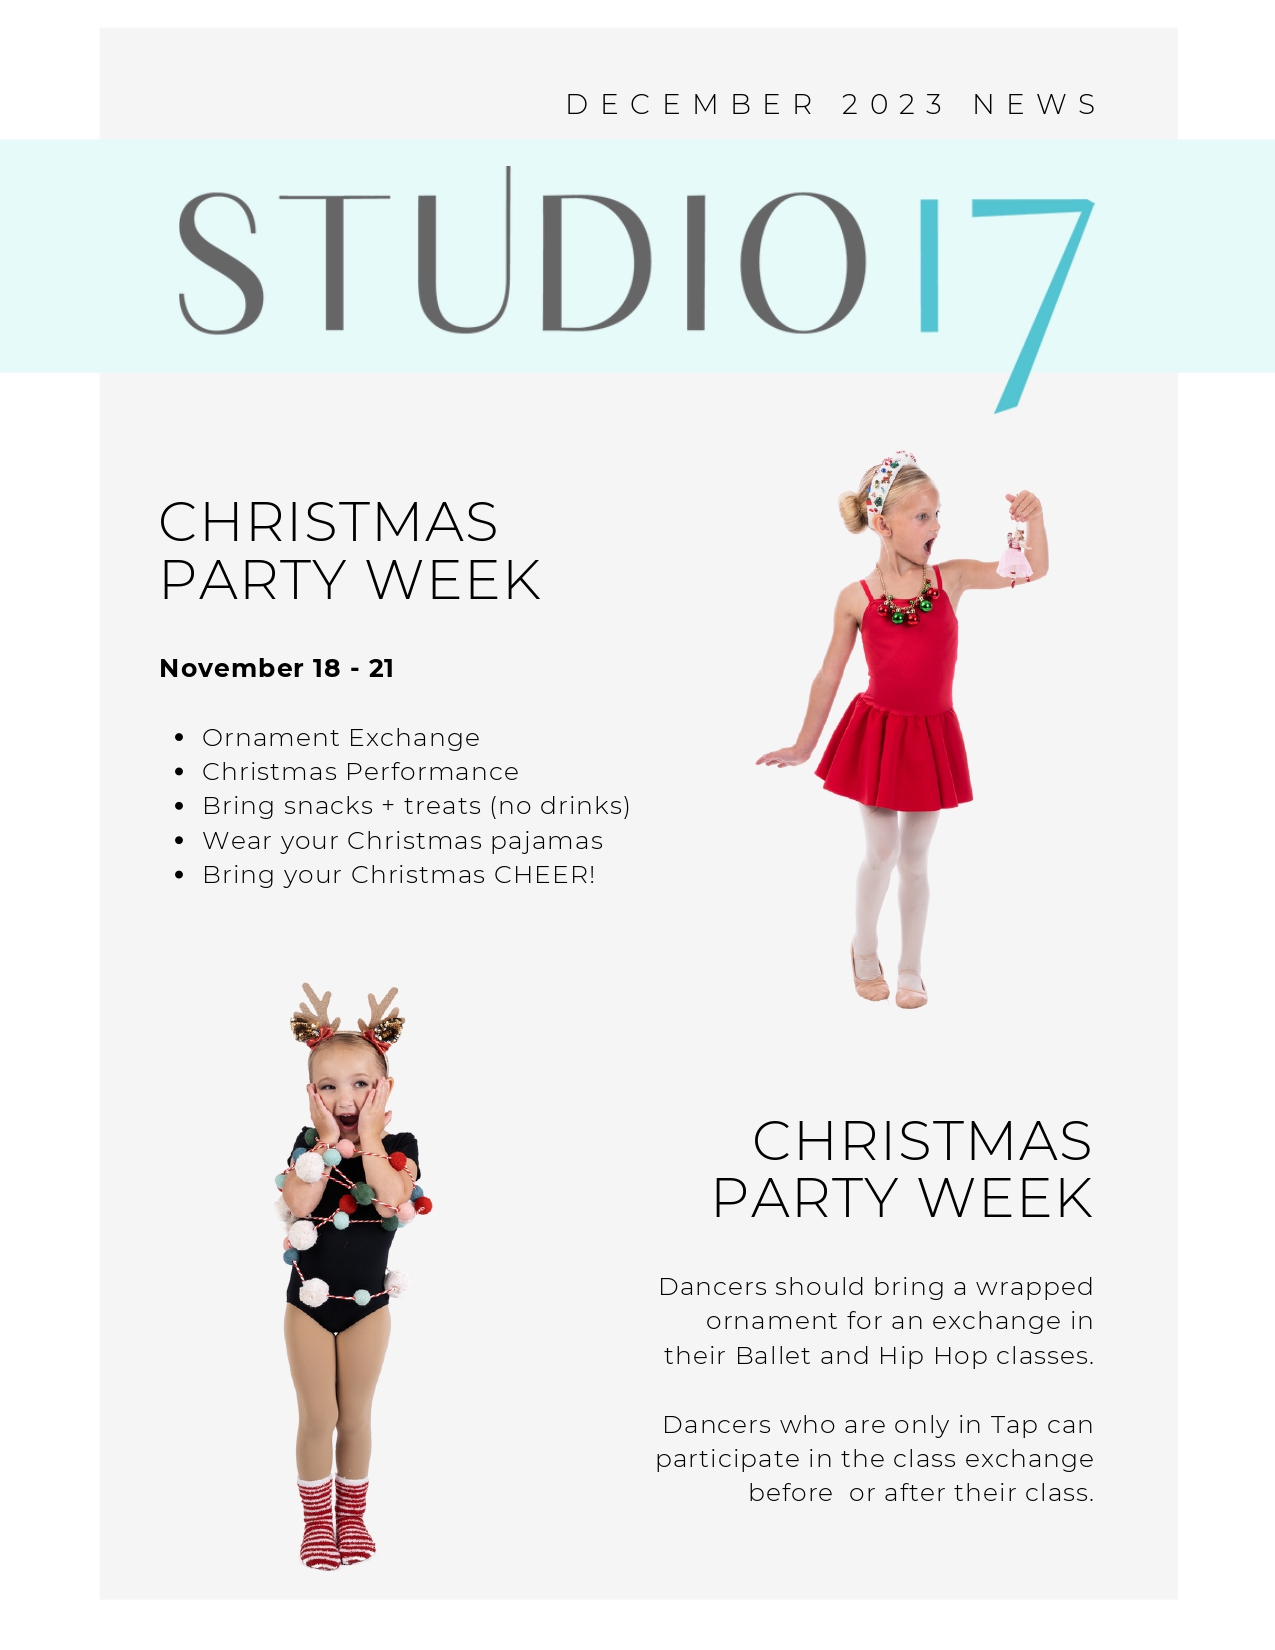 DECEMBER 2023 NEWS
STUDIO 17
CHRISTMAS
PARTY WEEK
November 18 - 21
• Ornament Exchange
• Christmas Performance
• Bring snacks + treats (no drinks)
• Wear your Christmas pajamas
• Bring your Christmas CHEER!
CHRISTMAS
PARTY WEEK
Dancers should bring a wrapped
ornament for an exchange in
their Ballet and Hip Hop classes.
Dancers who are only in Tap can
participate in the class exchange
before  or after their class.